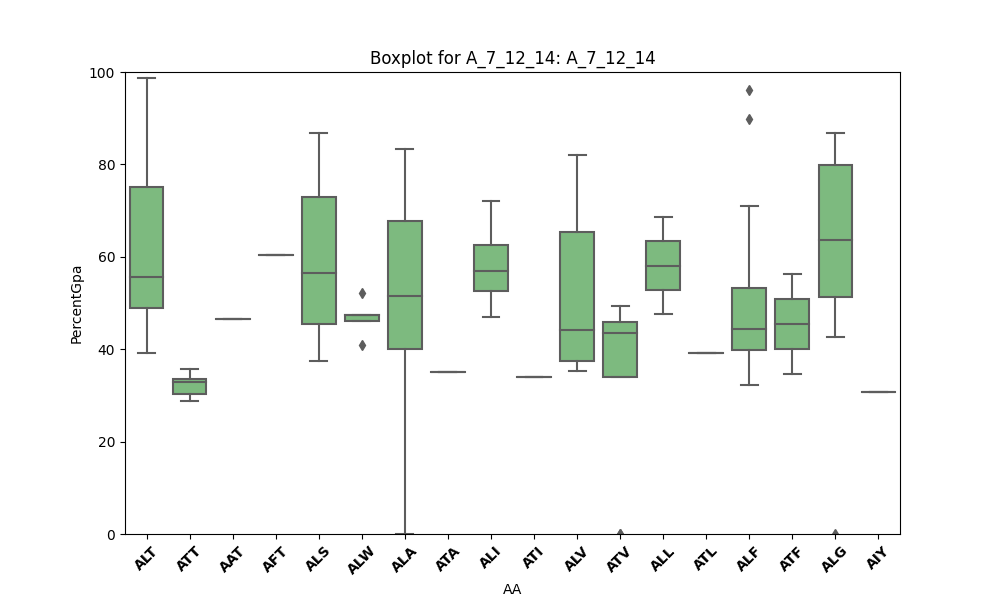 Boxplot for A_7_12_14: A_7_12_14
100
80
60
40
20
0
PercentGpa
ALT ATT AAT AFT ALS ALW ALA ATA ALI ATI ALV ATV ALL ATL ALF ATF ALG AIY
AA